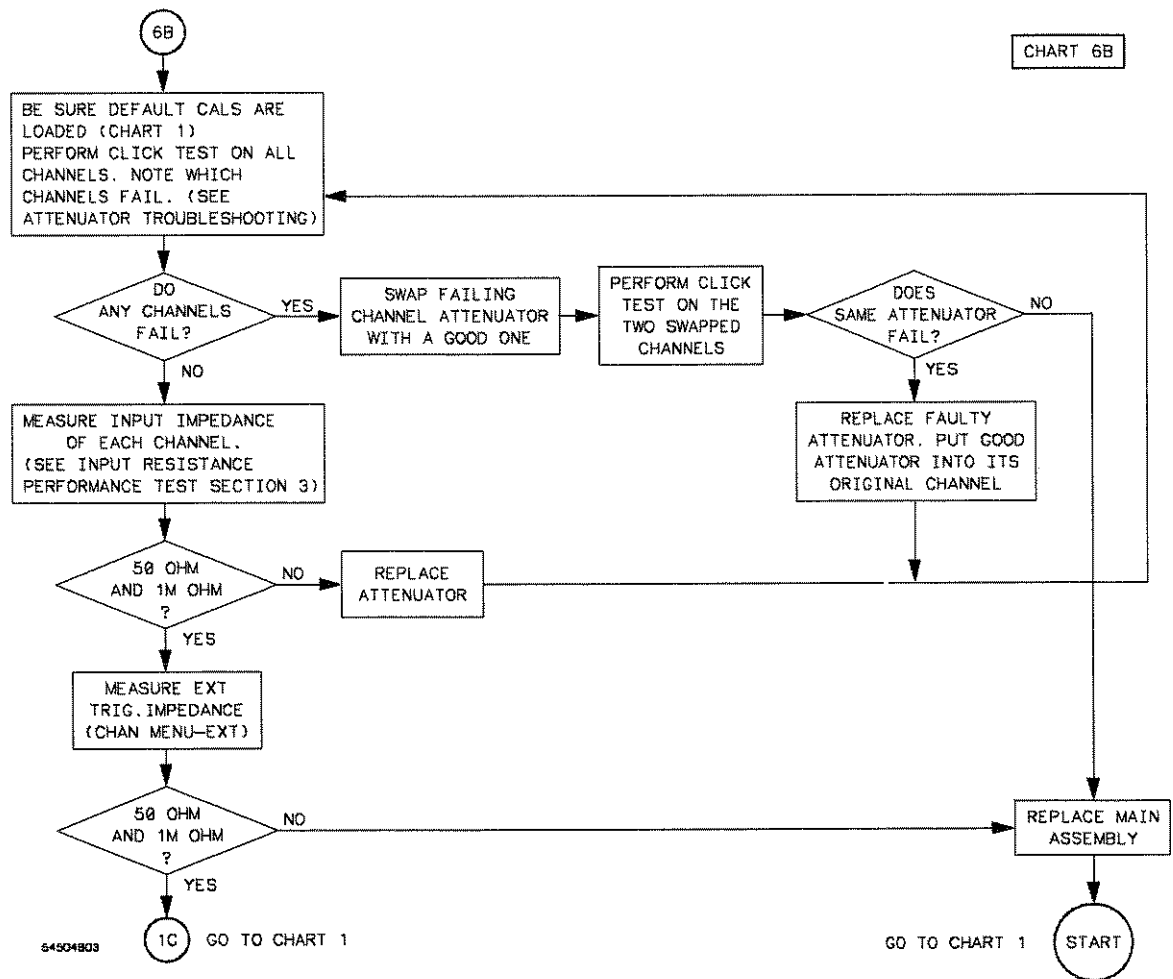 6B
CHART 6B
BE SURE DEFAULT CALS ARE
LOADED (CHART 1)
PERFORM CLICK TEST ON ALL
CHANNELS. NOTE WHICH
CHANNELS FAIL. (SEE
ATTENUATOR TROUBLESHOOTING)
DO
ANY CHANNELS
FAIL?
YES
SWAP FAILING
CHANNEL ATTENUATOR
WITH A GOOD ONE
PERFORM CLICK
TEST ON THE
TWO SWAPPED
CHANNELS
DOES
SAME ATTENUATOR
FAIL?
NO
YES
REPLACE FAULTY
ATTENUATOR. PUT GOOD
ATTENUATOR INTO ITS
ORIGINAL CHANNEL
NO
MEASURE INPUT IMPEDANCE
OF EACH CHANNEL.
(SEE INPUT RESISTANCE
PERFORMANCE TEST SECTION 3)
50 OHM
AND 1M OHM
?
NO
REPLACE
ATTENUATOR
YES
MEASURE EXT
TRIG. IMPEDANCE
(CHAN MENU-EXT)
50 OHM
AND 1M OHM
?
NO
REPLACE MAIN
ASSEMBLY
YES
54504B03
1C
GO TO CHART 1
GO TO CHART 1
START